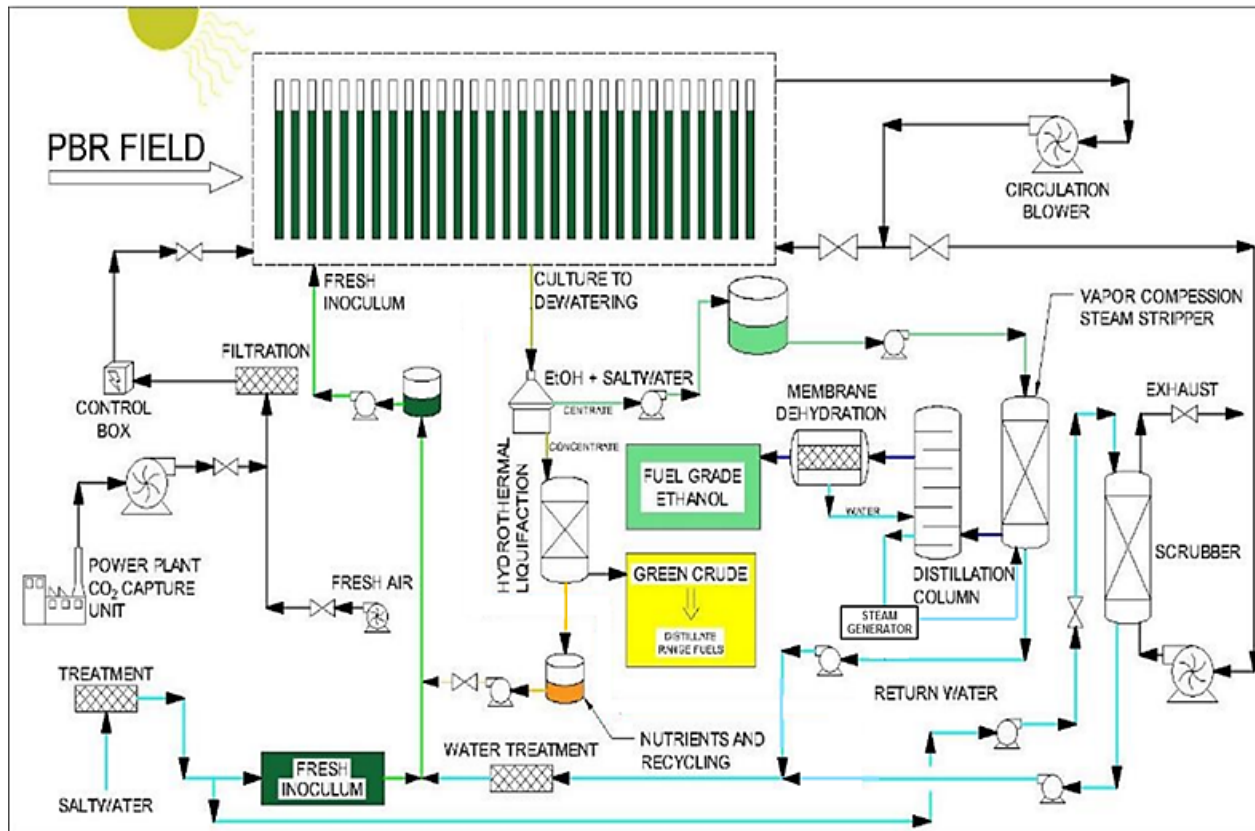 PBR FIELD
CIRCULATION
BLOWER
FRESH
INOCULUM
CULTURE TO
DEWATERING
VAPOR COMPESSION
STEAM STRIPPER
FILTRATION
EtOH + SALTWATER
CENTRATE
MEMBRANE
DEHYDRATION
EXHAUST
CONTROL
BOX
CONCENTRATE
HYDROTHERMAL
LIQUIFACTION
FUEL GRADE
ETHANOL
WATER
POWER PLANT
CO₂ CAPTURE
UNIT
FRESH AIR
GREEN CRUDE
DISTILLATE
RANGE FUELS
DISTILLATION
COLUMN
SCRUBBER
STEAM
GENERATOR
TREATMENT
RETURN WATER
WATER TREATMENT
NUTRIENTS AND
RECYCLING
FRESH
INOCULUM
SALTWATER